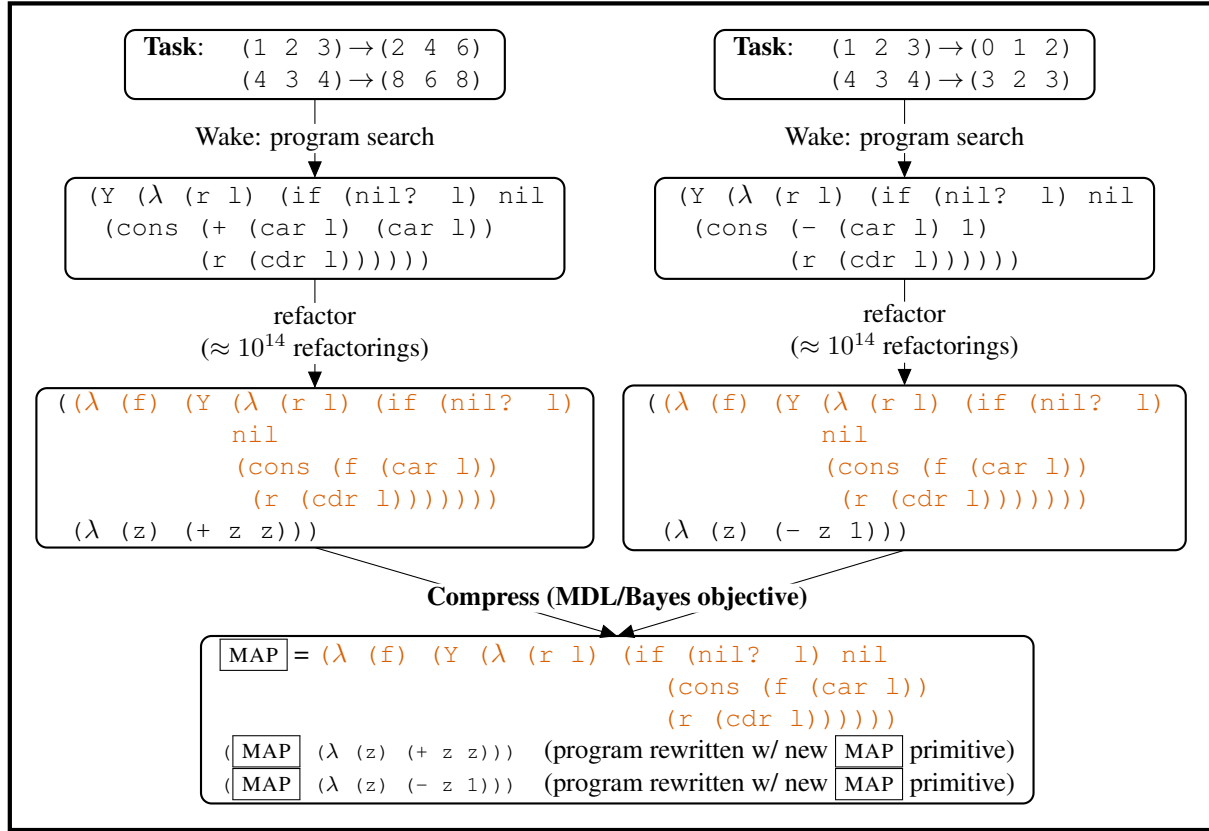 Task: (1 2 3)→(2 4 6)
(4 3 4)→(8 6 8)
Wake: program search
(Y (λ (r l) (if (nil? l) nil
(cons (+ (car l) (car l))
(r (cdr l))))))
refactor
(≈ 10^14 refactorings)
((λ (f) (Y (λ (r l) (if (nil? l)
nil
(cons (f (car l))
(r (cdr l)))))))
(λ (z) (+ z z)))
Task: (1 2 3)→(0 1 2)
(4 3 4)→(3 2 3)
Wake: program search
(Y (λ (r l) (if (nil? l) nil
(cons (- (car l) 1)
(r (cdr l))))))
refactor
(≈ 10^14 refactorings)
((λ (f) (Y (λ (r l) (if (nil? l)
nil
(cons (f (car l))
(r (cdr l)))))))
(λ (z) (- z 1)))
Compress (MDL/Bayes objective)
MAP = (λ (f) (Y (λ (r l) (if (nil? l) nil
(cons (f (car l))
(r (cdr l))))))
(MAP (λ (z) (+ z z))) (program rewritten w/ new MAP primitive)
(MAP (λ (z) (- z 1))) (program rewritten w/ new MAP primitive)